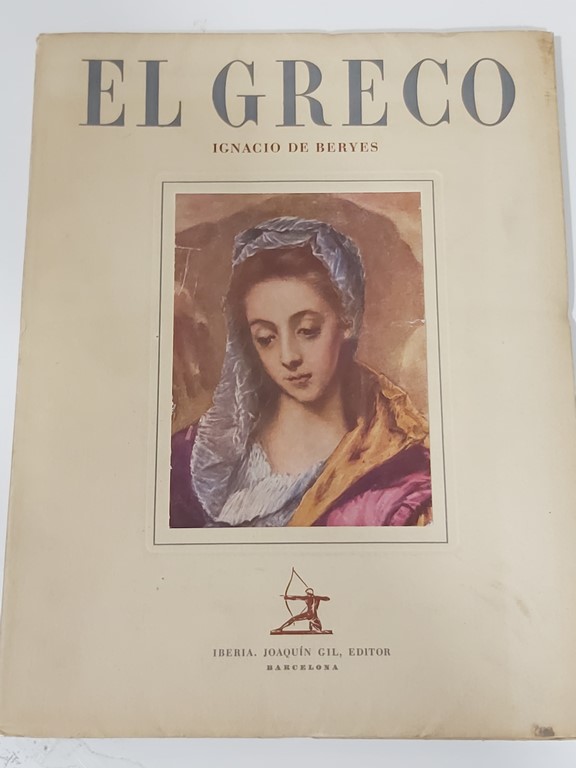 EL GRECO
IGNACIO DE BERYES
IBERIA. JOAQUÍN GIL, EDITOR
BARCELONA